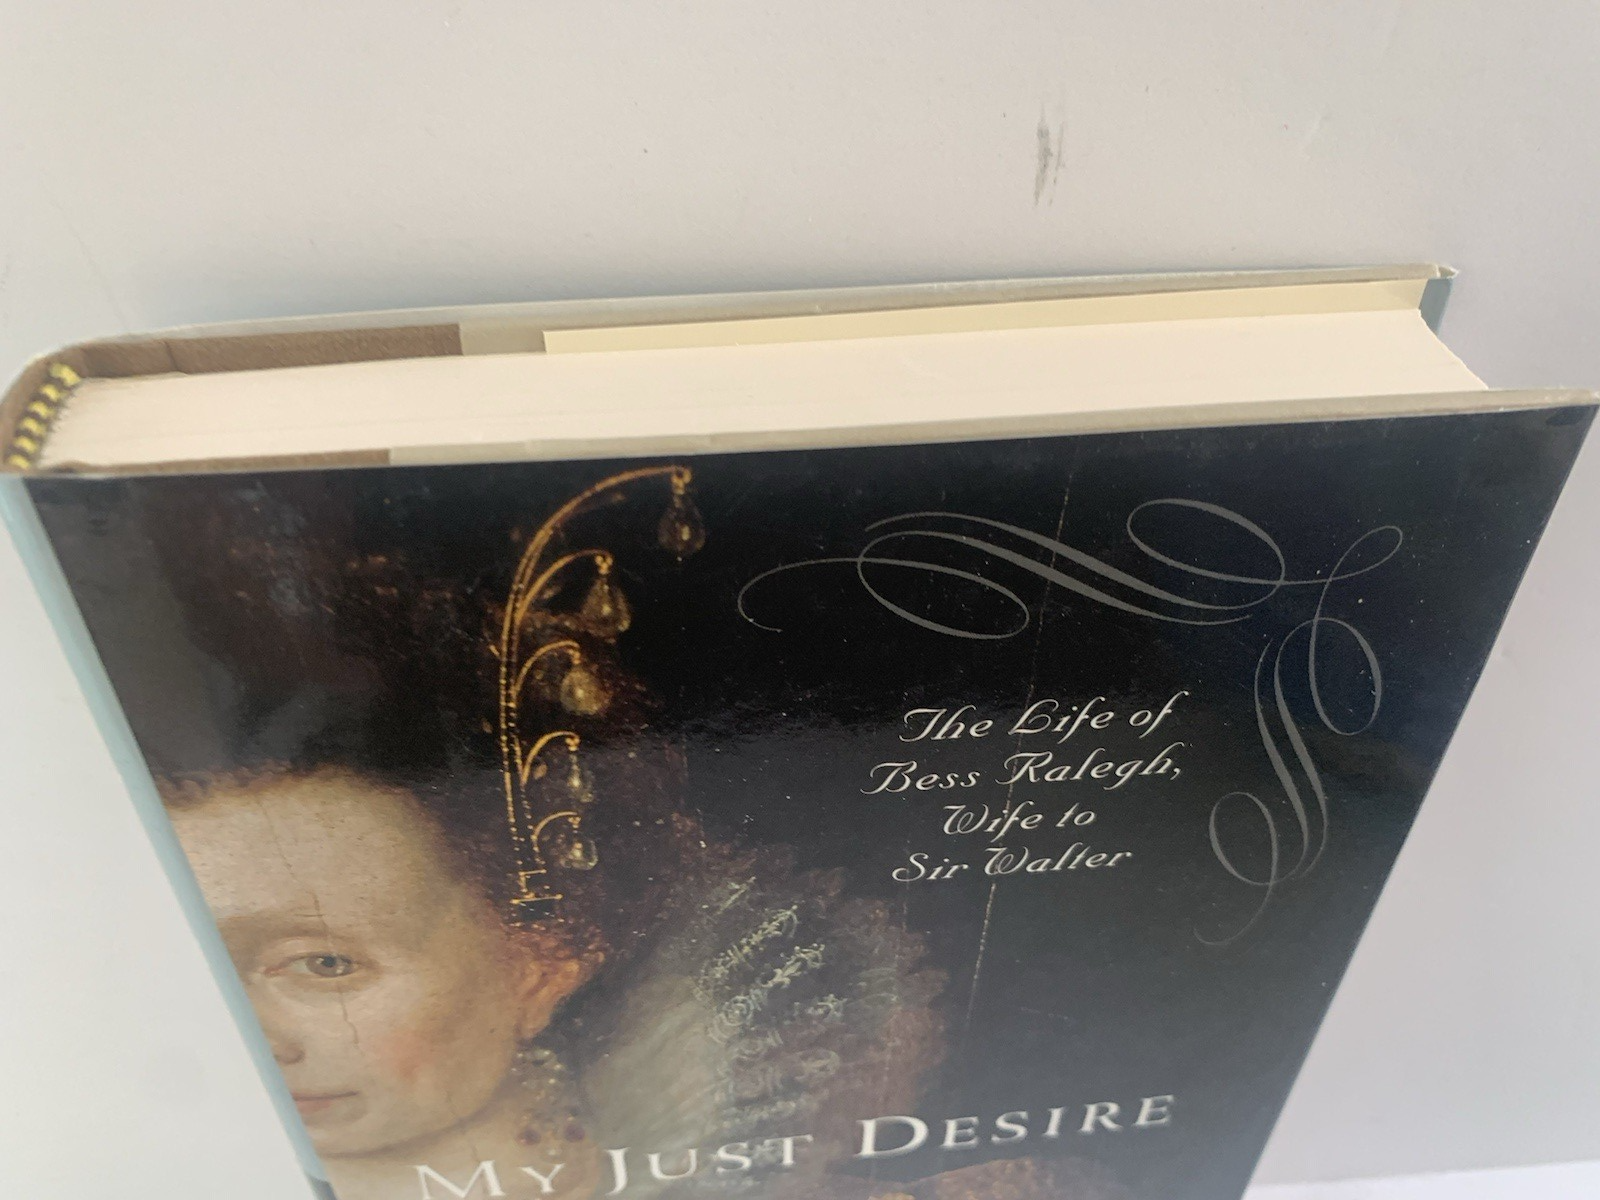 The Life of
Bess Ralegh,
Wife to
Sir Walter
MY JUST DESIRE